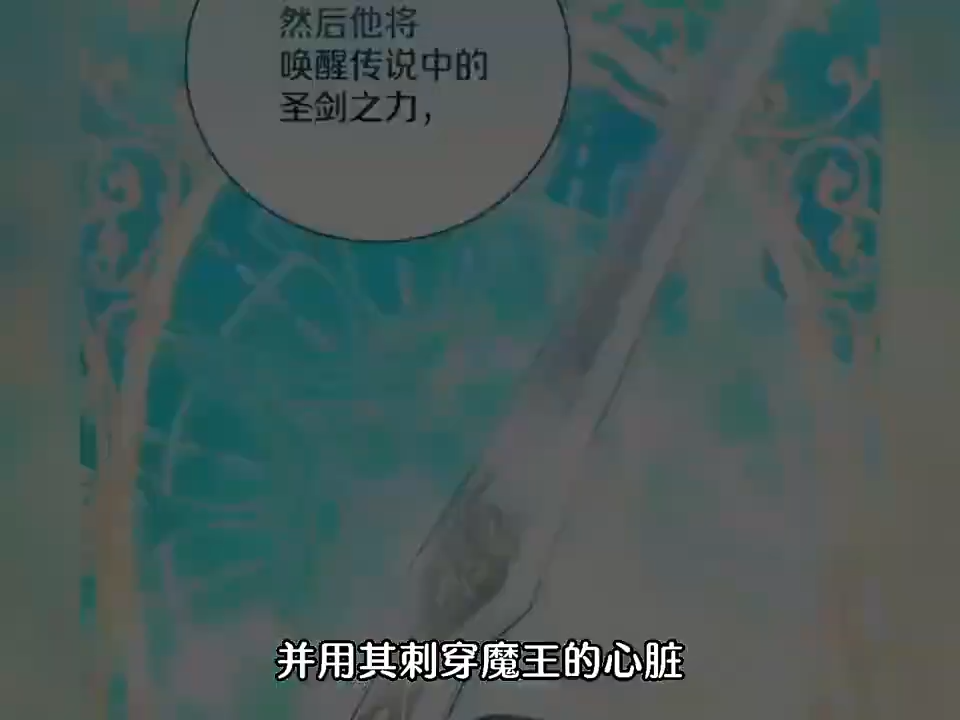 然后他将
唤醒传说中的
圣剑之力，
并用其刺穿魔王的心脏